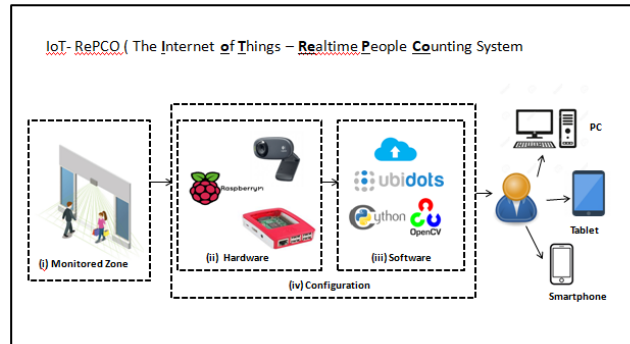 IoT- RePCO ( The Internet of Things – Realtime People Counting System
PC
Raspberry
ubidots
Python
OpenCV
Tablet
(i) Monitored Zone
(ii) Hardware
(iii) Software
(iv) Configuration
Smartphone